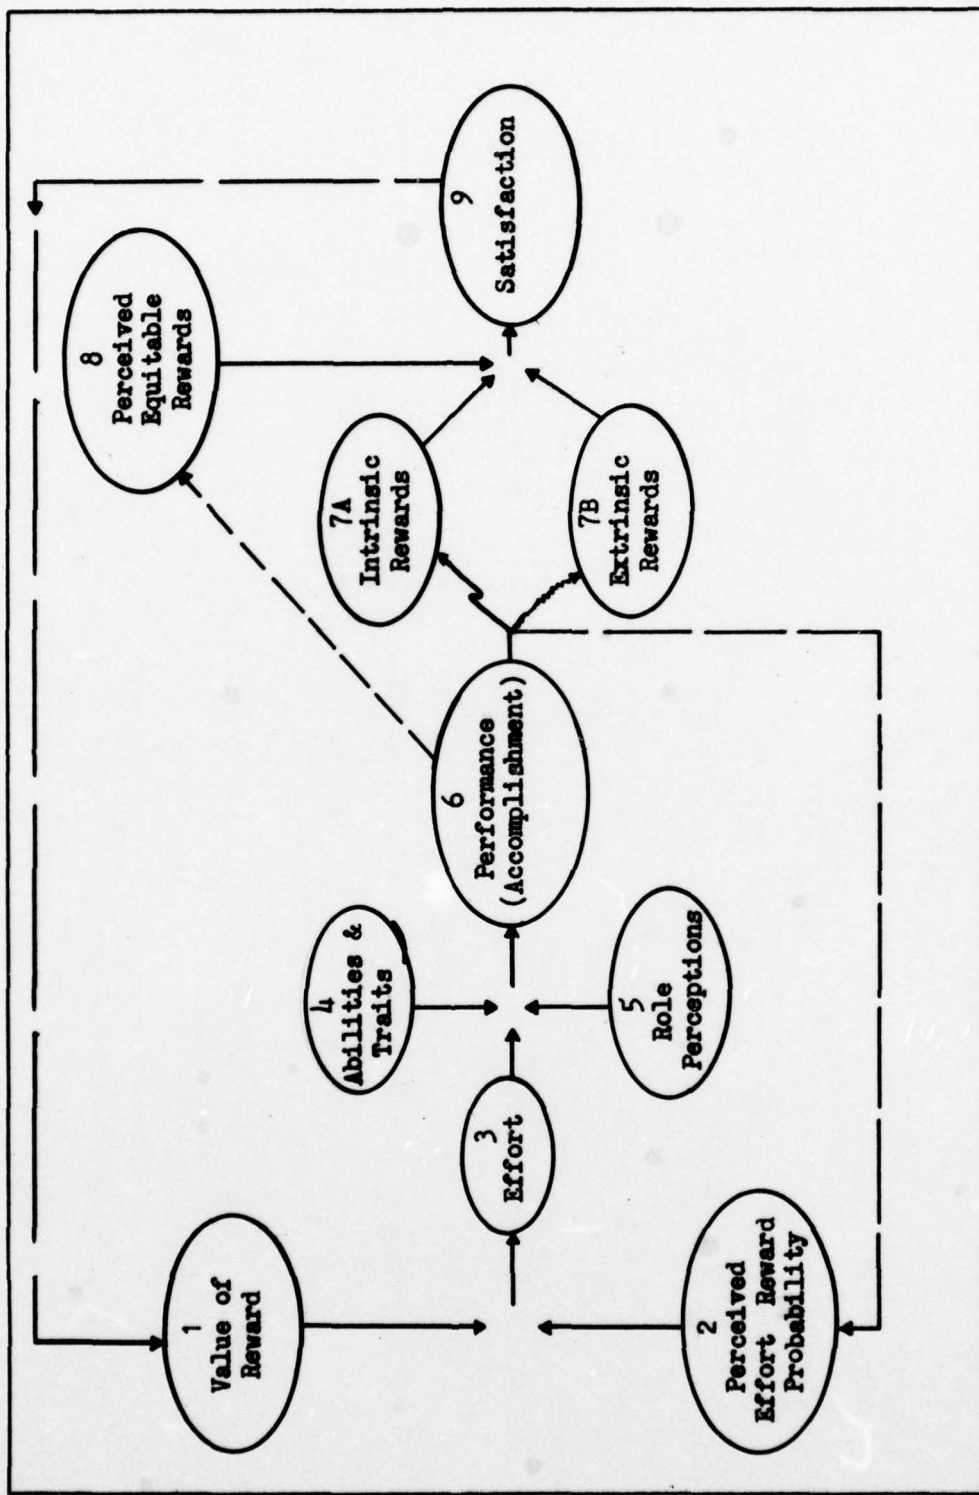 1
Value of
Reward
2
Perceived
Effort Reward
Probability
3
Effort
4
Abilities &
Traits
5
Role
Perceptions
6
Performance
(Accomplishment)
7A
Intrinsic
Rewards
7B
Extrinsic
Rewards
8
Perceived
Equitable
Rewards
9
Satisfaction